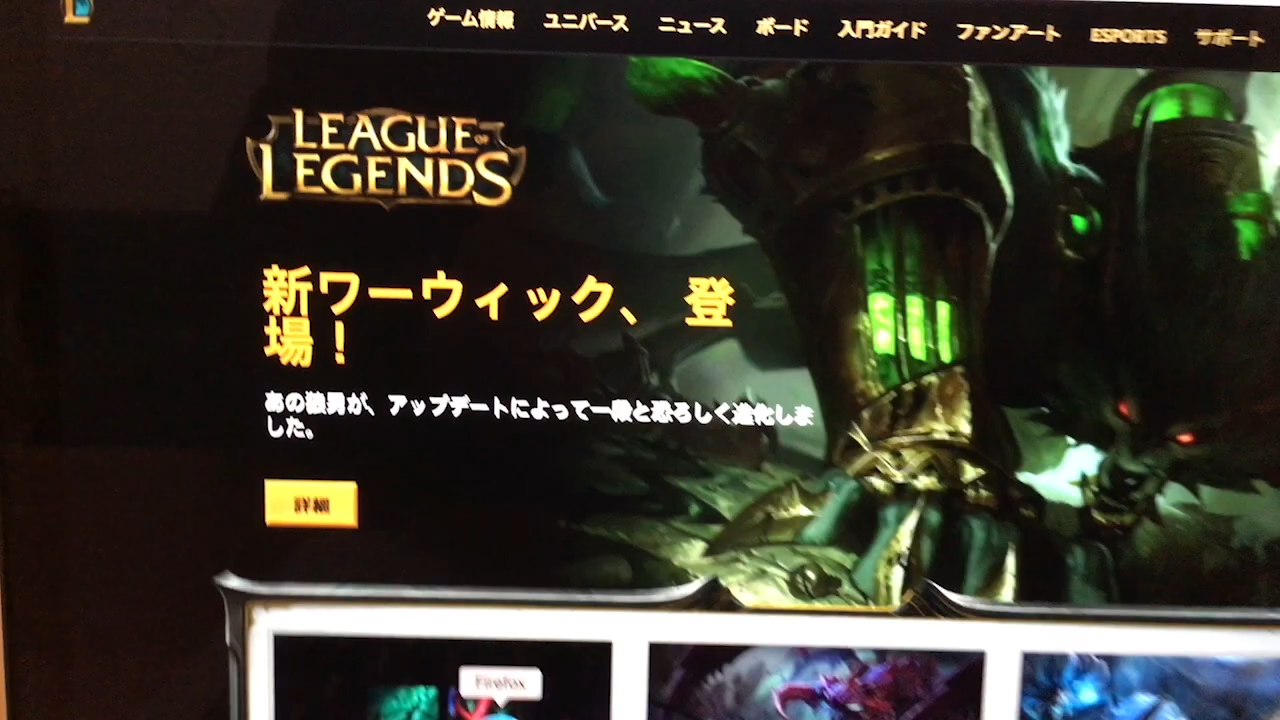 ゲーム情報 ユニバース ニュース ボード 入門ガイド ファンアート ESPORTS サポート
LEAGUE OF
LEGENDS
新ワーウィック、 登
場！
あの狼男が、アップデートによって一段と恐ろしく進化しま
した。
詳細
Firefox